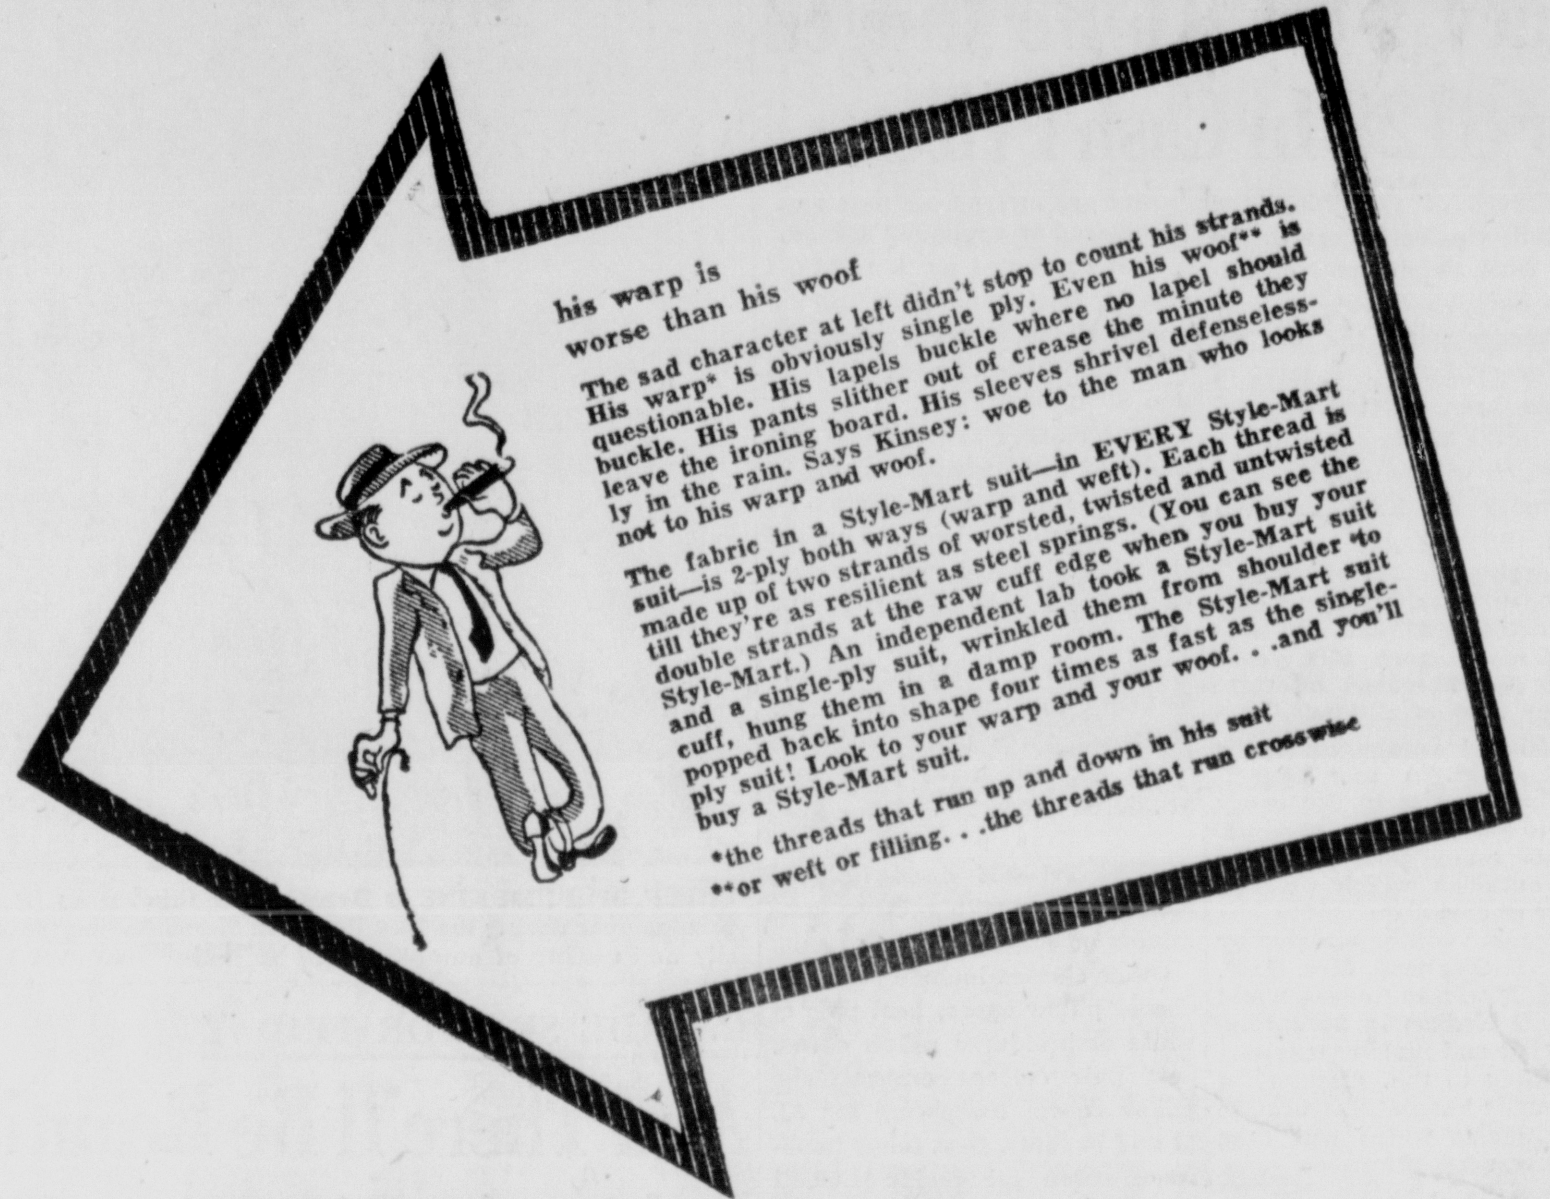 his warp is
worse than his woof
The sad character at left didn't stop to count his strands.
His warp* is obviously single ply. Even his woof** is
questionable. His lapels buckle where no lapel should
buckle. His pants slither out of crease the minute they
leave the ironing board. His sleeves shrivel defenseless-
ly in the rain. Says Kinsey: woe to the man who looks
not to his warp and woof.
The fabric in a Style-Mart suit—in EVERY Style-Mart
suit—is 2-ply both ways (warp and weft). Each thread is
made up of two strands of worsted, twisted and untwisted
till they're as resilient as steel springs. (You can see the
double strands at the raw cuff edge when you buy your
Style-Mart.) An independent lab took a Style-Mart suit
and a single-ply suit, wrinkled them from shoulder to
cuff, hung them in a damp room. The Style-Mart suit
popped back into shape four times as fast as the single-
ply suit! Look to your warp and your woof. . .and you'll
buy a Style-Mart suit.
*the threads that run up and down in his suit
**or weft or filling. . .the threads that run crosswise